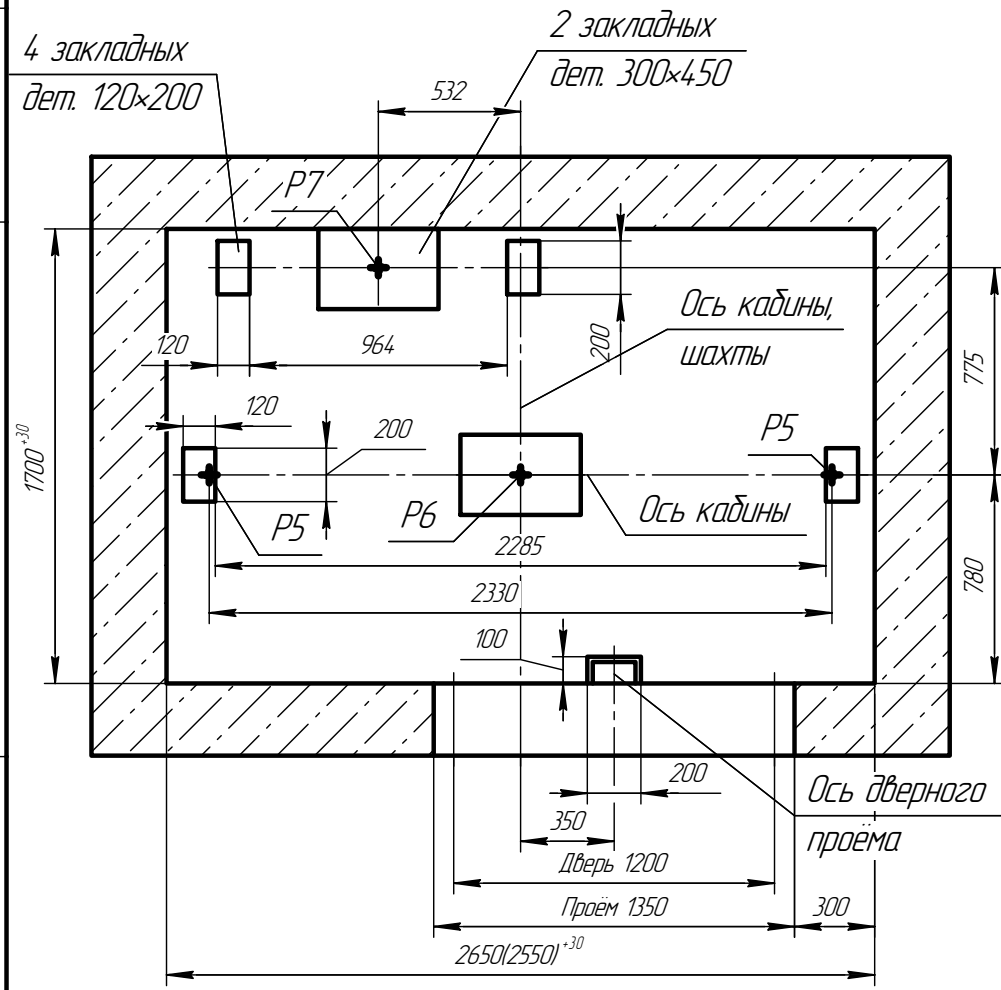 4 закладных
дет. 120×200
2 закладных
дет. 300×450
532
Р7
120
964
200
Ось кабины,
шахты
775
1700⁺³⁰
120
200
Р5
Р5
Р6
Ось кабины
2285
2330
780
100
200
350
Ось дверного
проёма
Дверь 1200
Проём 1350
300
2650(2550)⁺³⁰